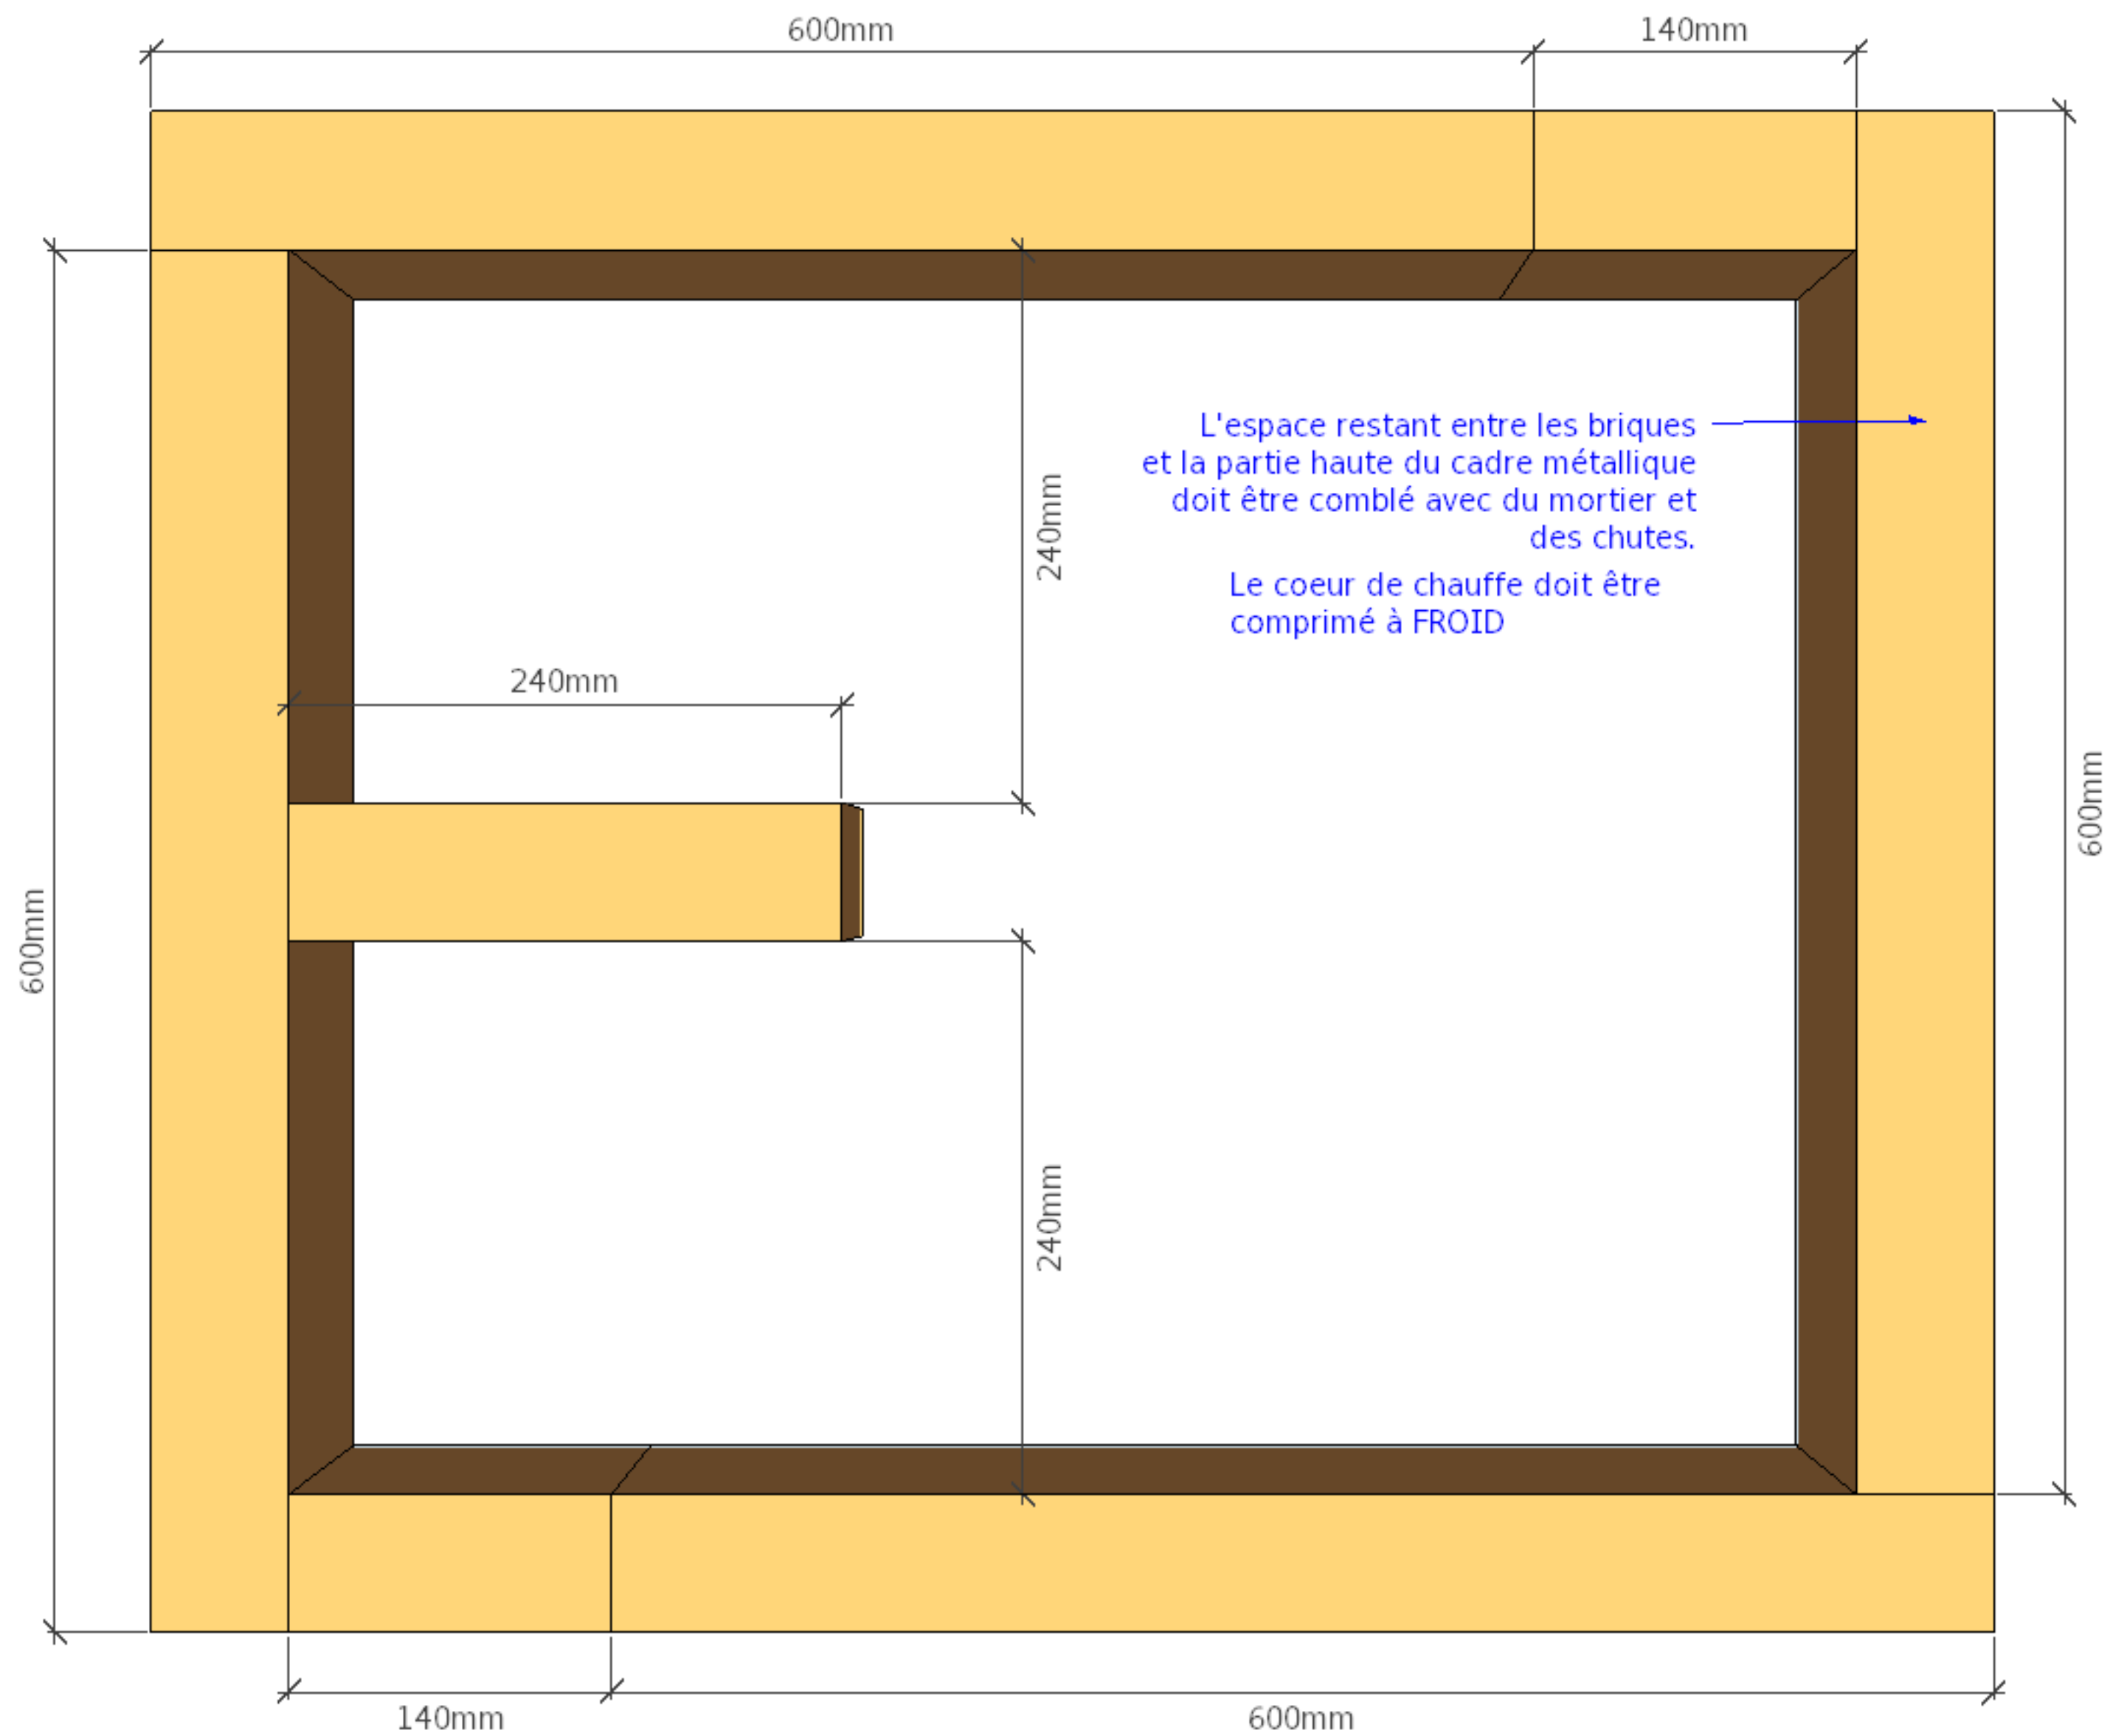 600mm
140mm
L'espace restant entre les briques
et la partie haute du cadre métallique
doit être comblé avec du mortier et
des chutes.
Le coeur de chauffe doit être
comprimé à FROID
240mm
240mm
600mm
600mm
240mm
140mm
600mm